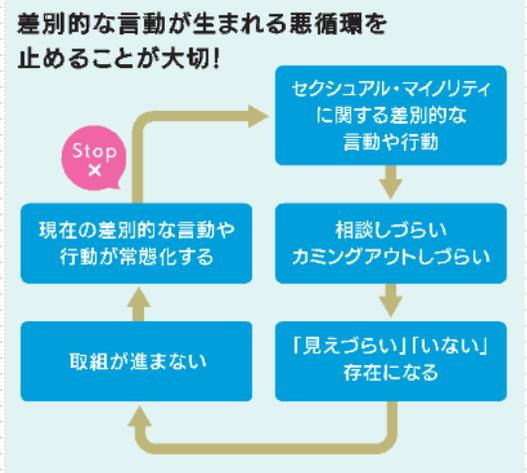 差別的な言動が生まれる悪循環を
止めることが大切!
セクシュアル・マイノリティ
に関する差別的な
言動や行動
相談しづらい
カミングアウトしづらい
「見えづらい」「いない」
存在になる
取組が進まない
現在の差別的な言動や
行動が常態化する
Stop
×